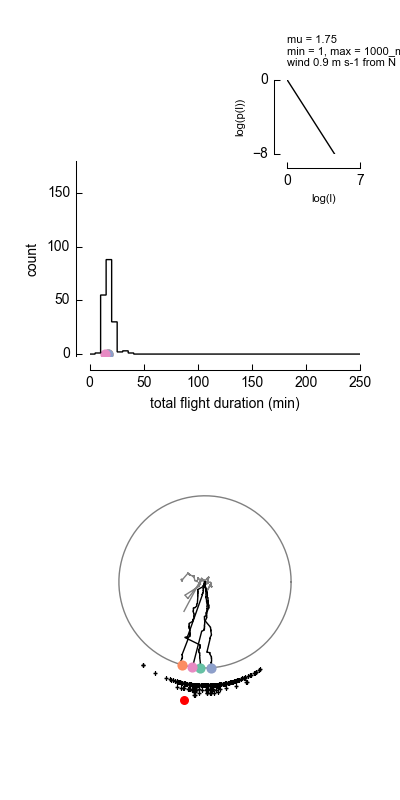 mu = 1.75
min = 1, max = 1000_m
wind 0.9 m s-1 from N
0
log(p(l))
−8
0 7
log(l)
150
100
50
0
count
0 50 100 150 200 250
total flight duration (min)